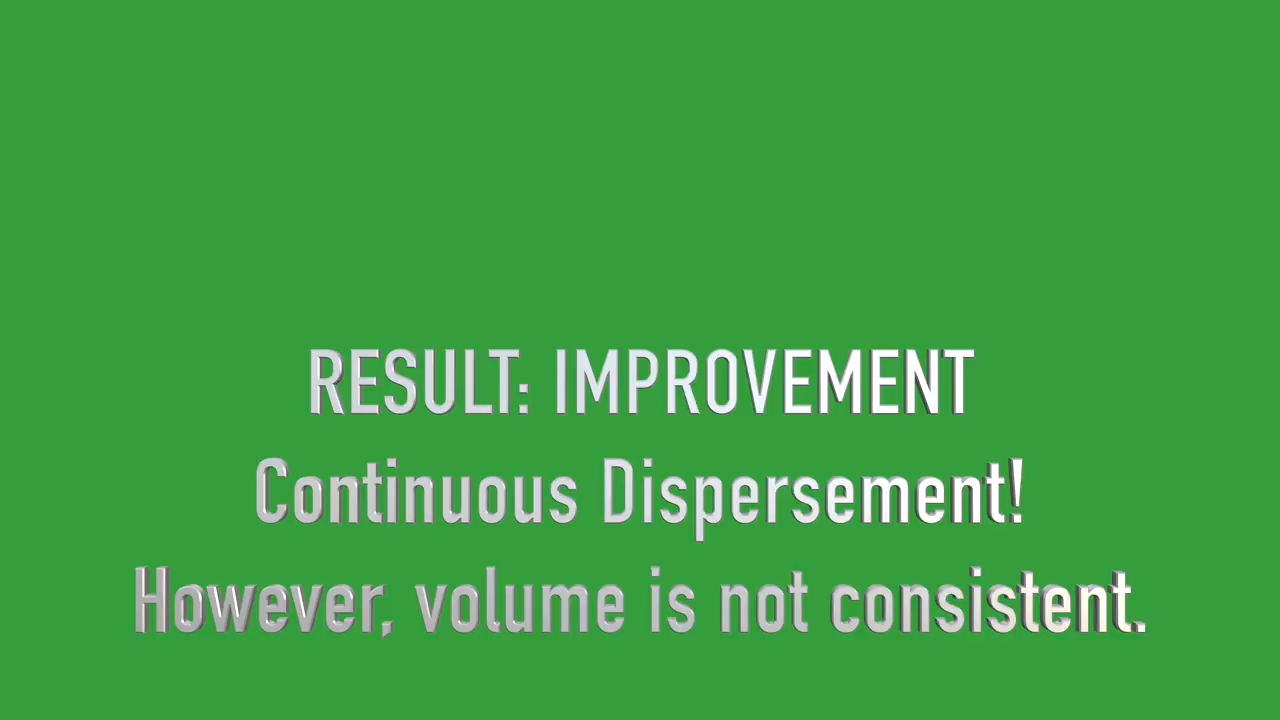 RESULT: IMPROVEMENT
Continuous Dispersement!
However, volume is not consistent.